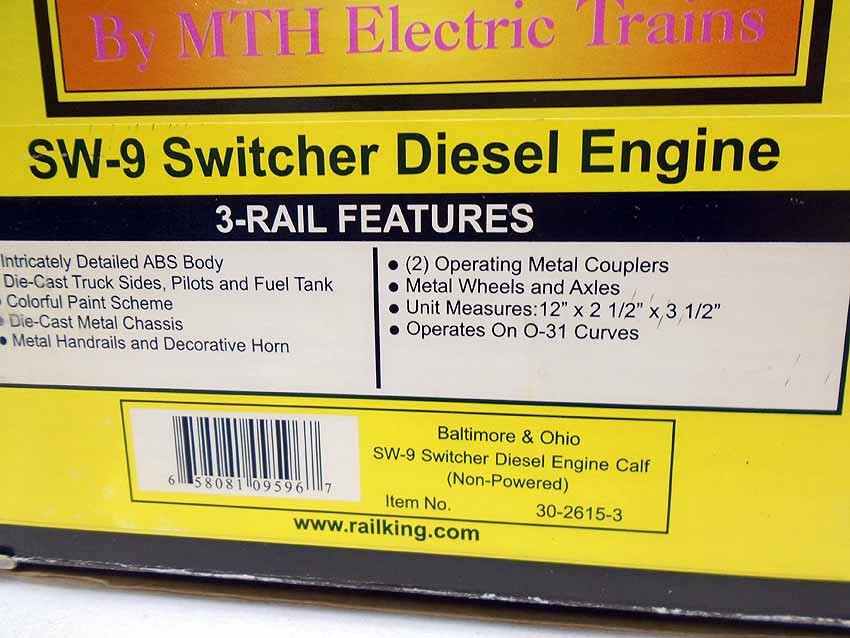 By MTH Electric Trains
SW-9 Switcher Diesel Engine
3-RAIL FEATURES
Intricately Detailed ABS Body
Die-Cast Truck Sides, Pilots and Fuel Tank
• Colorful Paint Scheme
• Die-Cast Metal Chassis
• Metal Handrails and Decorative Horn
• (2) Operating Metal Couplers
• Metal Wheels and Axles
• Unit Measures:12” x 2 1/2” x 3 1/2”
• Operates On O-31 Curves
6 58081 09596 7
Baltimore & Ohio
SW-9 Switcher Diesel Engine Calf
(Non-Powered)
Item No. 30-2615-3
www.railking.com